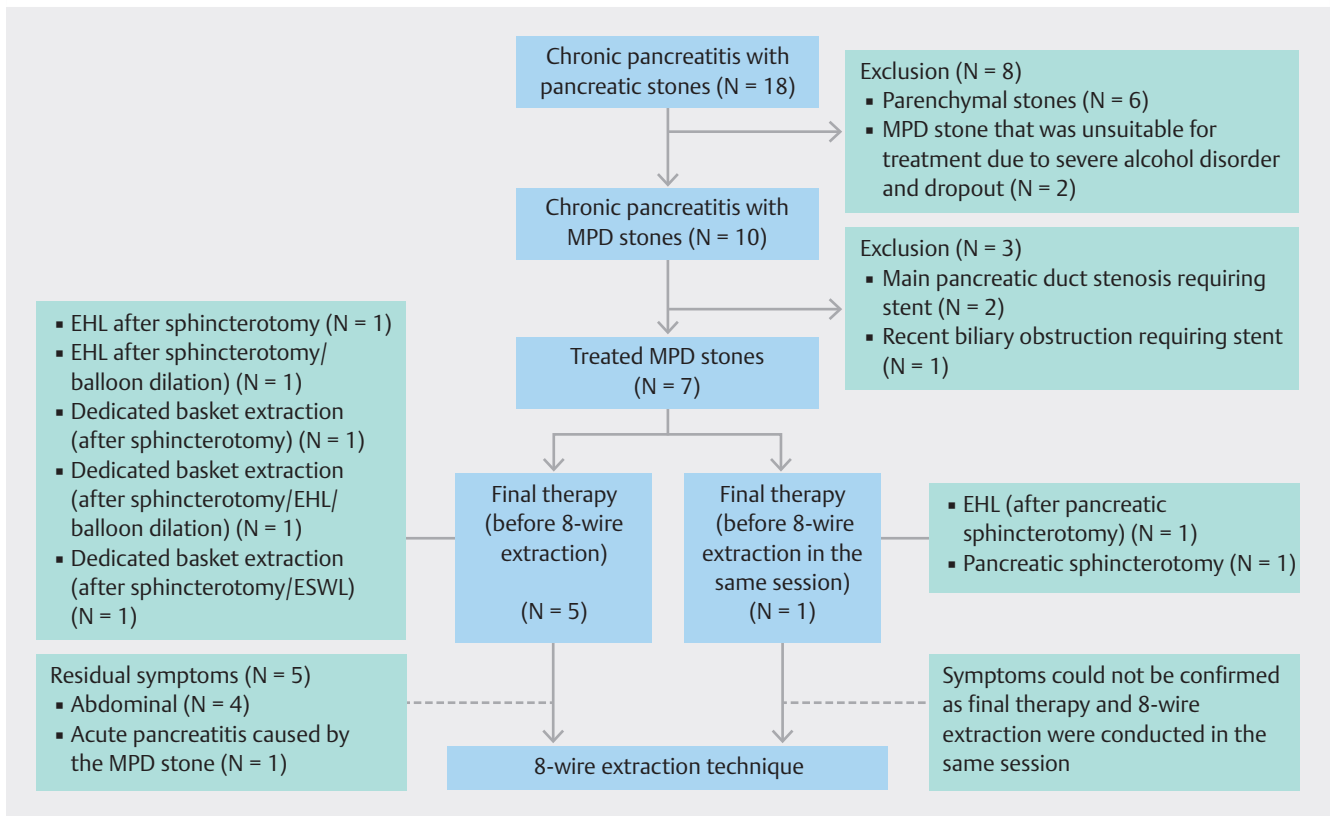 Chronic pancreatitis with
pancreatic stones (N = 18)
Exclusion (N = 8)
▪ Parenchymal stones (N = 6)
▪ MPD stone that was unsuitable for
treatment due to severe alcohol disorder
and dropout (N = 2)
Chronic pancreatitis with
MPD stones (N = 10)
Exclusion (N = 3)
▪ Main pancreatic duct stenosis requiring
stent (N = 2)
▪ Recent biliary obstruction requiring stent
(N = 1)
Treated MPD stones
(N = 7)
▪ EHL after sphincterotomy (N = 1)
▪ EHL after sphincterotomy/
balloon dilation) (N = 1)
▪ Dedicated basket extraction
(after sphincterotomy) (N = 1)
▪ Dedicated basket extraction
(after sphincterotomy/EHL/
balloon dilation) (N = 1)
▪ Dedicated basket extraction
(after sphincterotomy/ESWL)
(N = 1)
Final therapy
(before 8-wire
extraction)
(N = 5)
Final therapy
(before 8-wire
extraction in the
same session)
(N = 1)
▪ EHL (after pancreatic
sphincterotomy) (N = 1)
▪ Pancreatic sphincterotomy (N = 1)
Residual symptoms (N = 5)
▪ Abdominal (N = 4)
▪ Acute pancreatitis caused by
the MPD stone (N = 1)
8-wire extraction technique
Symptoms could not be confirmed
as final therapy and 8-wire
extraction were conducted in the
same session